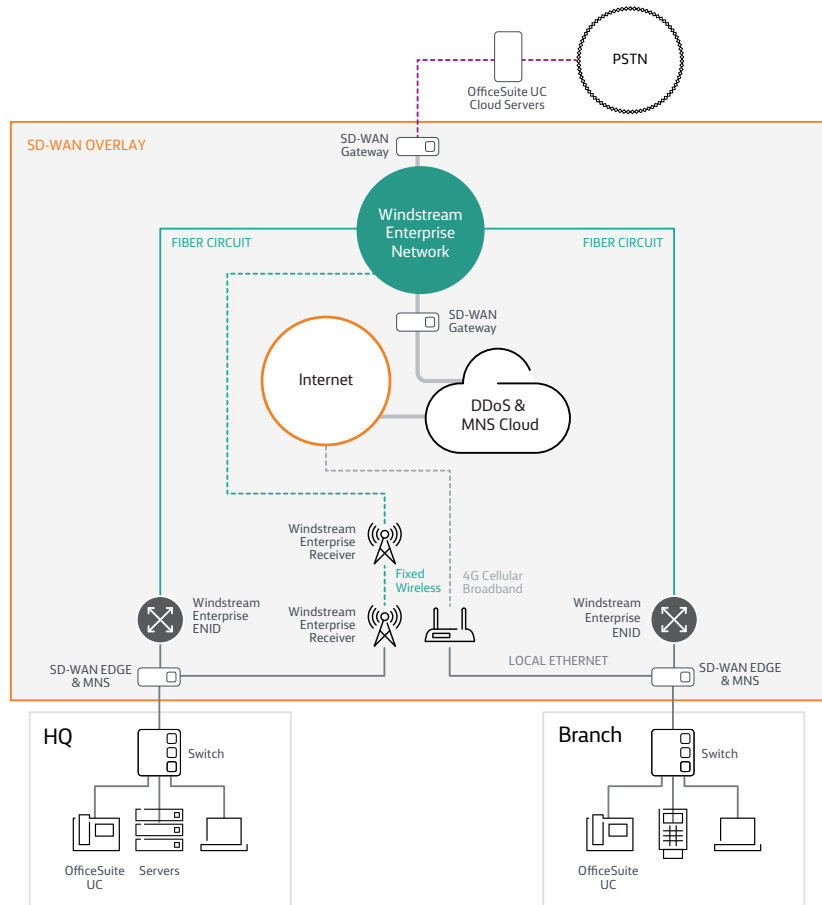 PSTN
OfficeSuite UC
Cloud Servers
SD-WAN OVERLAY
SD-WAN
Gateway
Windstream
Enterprise
Network
FIBER CIRCUIT
FIBER CIRCUIT
SD-WAN
Gateway
Internet
DDoS &
MNS Cloud
Windstream
Enterprise
Receiver
Fixed
Wireless
4G Cellular
Broadband
Windstream
Enterprise
ENID
Windstream
Enterprise
Receiver
Windstream
Enterprise
ENID
LOCAL ETHERNET
SD-WAN EDGE
& MNS
SD-WAN EDGE
& MNS
HQ
Switch
OfficeSuite
UC
Servers
Branch
Switch
OfficeSuite
UC